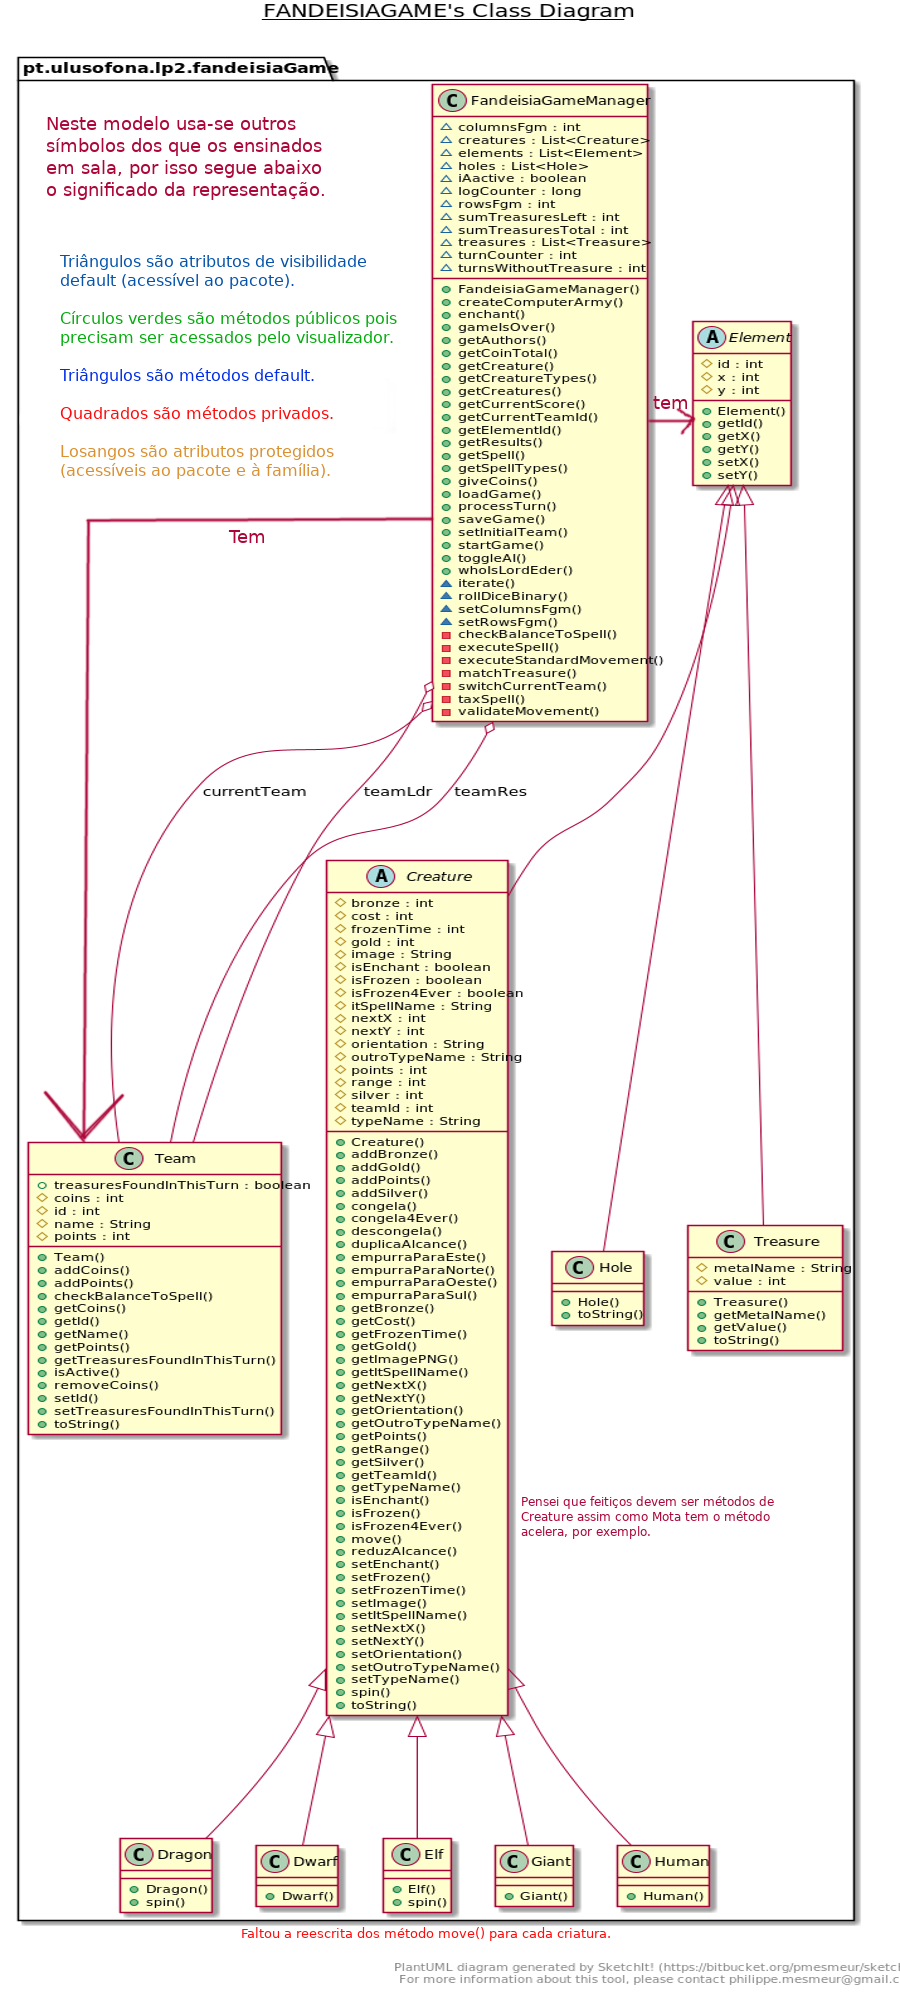 FANDEISIAGAME's Class Diagram
pt.ulusofona.lp2.fandeisiaGame
Neste modelo usa-se outros
símbolos dos que os ensinados
em sala, por isso segue abaixo
o significado da representação.
Triângulos são atributos de visibilidade
default (acessível ao pacote).
Círculos verdes são métodos públicos pois
precisam ser acessados pelo visualizador.
Triângulos são métodos default.
Quadrados são métodos privados.
Losangos são atributos protegidos
(acessíveis ao pacote e à família).
C FandeisiaGameManager
columnsFgm : int
creatures : List<Creature>
elements : List<Element>
holes : List<Hole>
iAactive : boolean
logCounter : long
rowsFgm : int
sumTreasuresLeft : int
sumTreasuresTotal : int
treasures : List<Treasure>
turnCounter : int
turnsWithoutTreasure : int
FandeisiaGameManager()
createComputerArmy()
enchant()
gameIsOver()
getAuthors()
getCoinTotal()
getCreature()
getCreatureTypes()
getCreatures()
getCurrentScore()
getCurrentTeamId()
getElementId()
getResults()
getSpell()
getSpellTypes()
giveCoins()
loadGame()
processTurn()
saveGame()
setInitialTeam()
startGame()
toggleAI()
whoIsLordEder()
iterate()
rollDiceBinary()
setColumnsFgm()
setRowsFgm()
checkBalanceToSpell()
executeSpell()
executeStandardMovement()
matchTreasure()
switchCurrentTeam()
taxSpell()
validateMovement()
tem
A Element
id : int
x : int
y : int
Element()
getId()
getX()
getY()
setX()
setY()
Tem
currentTeam
teamLdr
teamRes
A Creature
bronze : int
cost : int
frozenTime : int
gold : int
image : String
isEnchant : boolean
isFrozen : boolean
isFrozen4Ever : boolean
itSpellName : String
nextX : int
nextY : int
orientation : String
outroTypeName : String
points : int
range : int
silver : int
teamId : int
typeName : String
Creature()
addBronze()
addGold()
addPoints()
addSilver()
congela()
congela4Ever()
descongela()
duplicaAlcance()
empurraParaEste()
empurraParaNorte()
empurraParaOeste()
empurraParaSul()
getBronze()
getCost()
getFrozenTime()
getGold()
getImagePNG()
getItSpellName()
getNextX()
getNextY()
getOrientation()
getOutroTypeName()
getPoints()
getRange()
getSilver()
getTeamId()
getTypeName()
isEnchant()
isFrozen()
isFrozen4Ever()
move()
reduzAlcance()
setEnchant()
setFrozen()
setFrozenTime()
setImage()
setItSpellName()
setNextX()
setNextY()
setOrientation()
setOutroTypeName()
setTypeName()
spin()
toString()
C Team
treasuresFoundInThisTurn : boolean
coins : int
id : int
name : String
points : int
Team()
addCoins()
addPoints()
checkBalanceToSpell()
getCoins()
getId()
getName()
getPoints()
getTreasuresFoundInThisTurn()
isActive()
removeCoins()
setId()
setTreasuresFoundInThisTurn()
toString()
C Hole
Hole()
toString()
C Treasure
metalName : String
value : int
Treasure()
getMetalName()
getValue()
toString()
Pensei que feitiços devem ser métodos de
Creature assim como Mota tem o método
acelera, por exemplo.
C Dragon
Dragon()
spin()
C Dwarf
Dwarf()
C Elf
Elf()
spin()
C Giant
Giant()
C Human
Human()
Faltou a reescrita dos método move() para cada criatura.
PlantUML diagram generated by SketchIt! (https://bitbucket.org/pmesmeur/sketch
For more information about this tool, please contact philippe.mesmeur@gmail.c